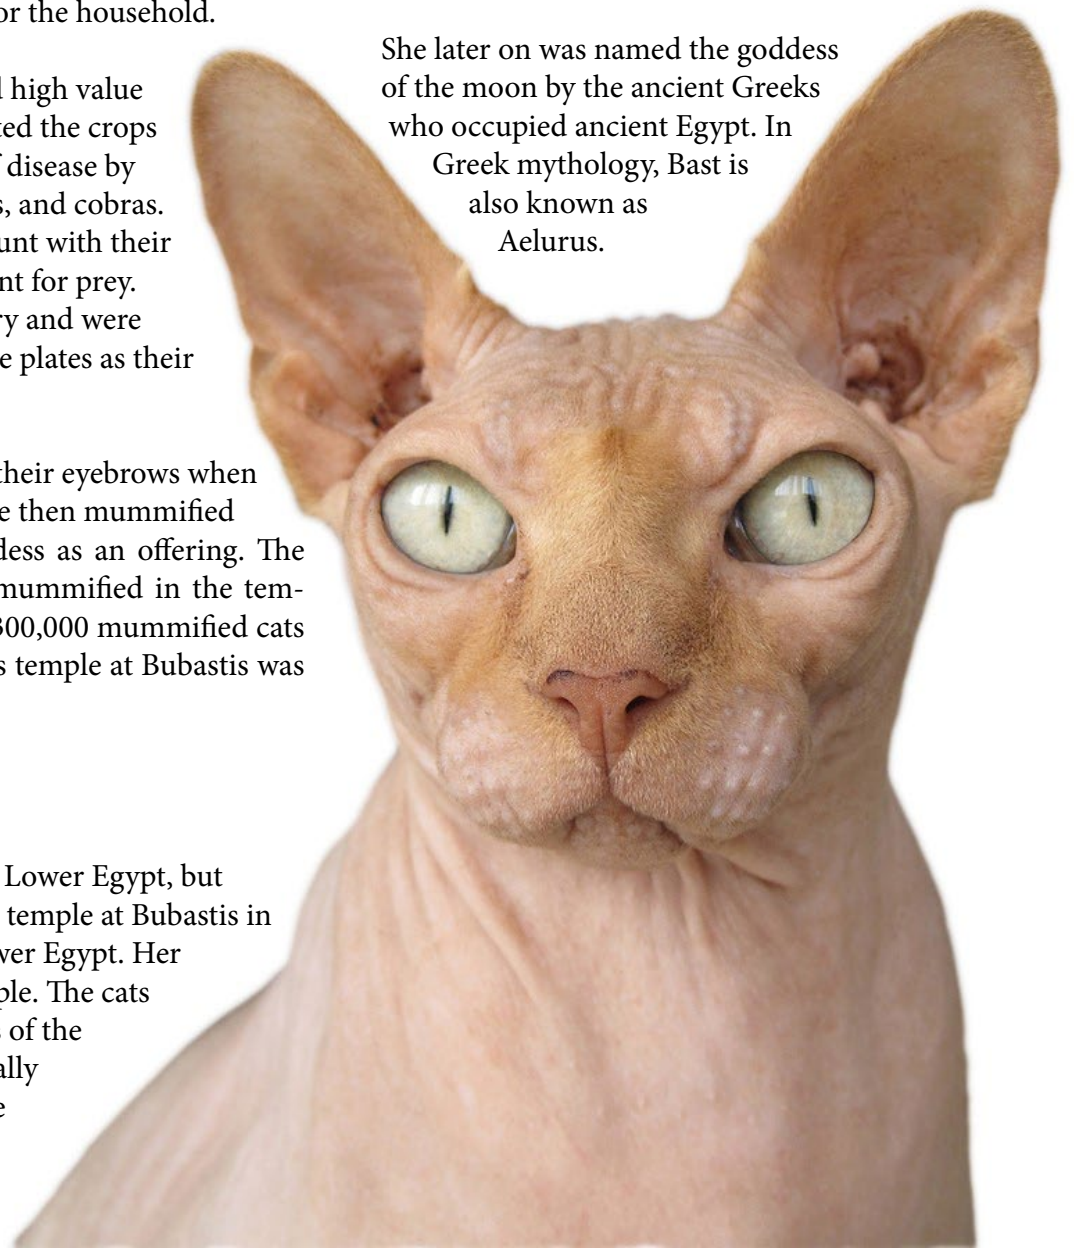 or the household.
high value
ted the crops
disease by
s, and cobras.
unt with their
nt for prey.
ry and were
e plates as their
their eyebrows when
e then mummified
dess as an offering. The
mummified in the tem-
300,000 mummified cats
s temple at Bubastis was
Lower Egypt, but
temple at Bubastis in
wer Egypt. Her
ple. The cats
s of the
ally
e
She later on was named the goddess
of the moon by the ancient Greeks
who occupied ancient Egypt. In
Greek mythology, Bast is
also known as
Aelurus.